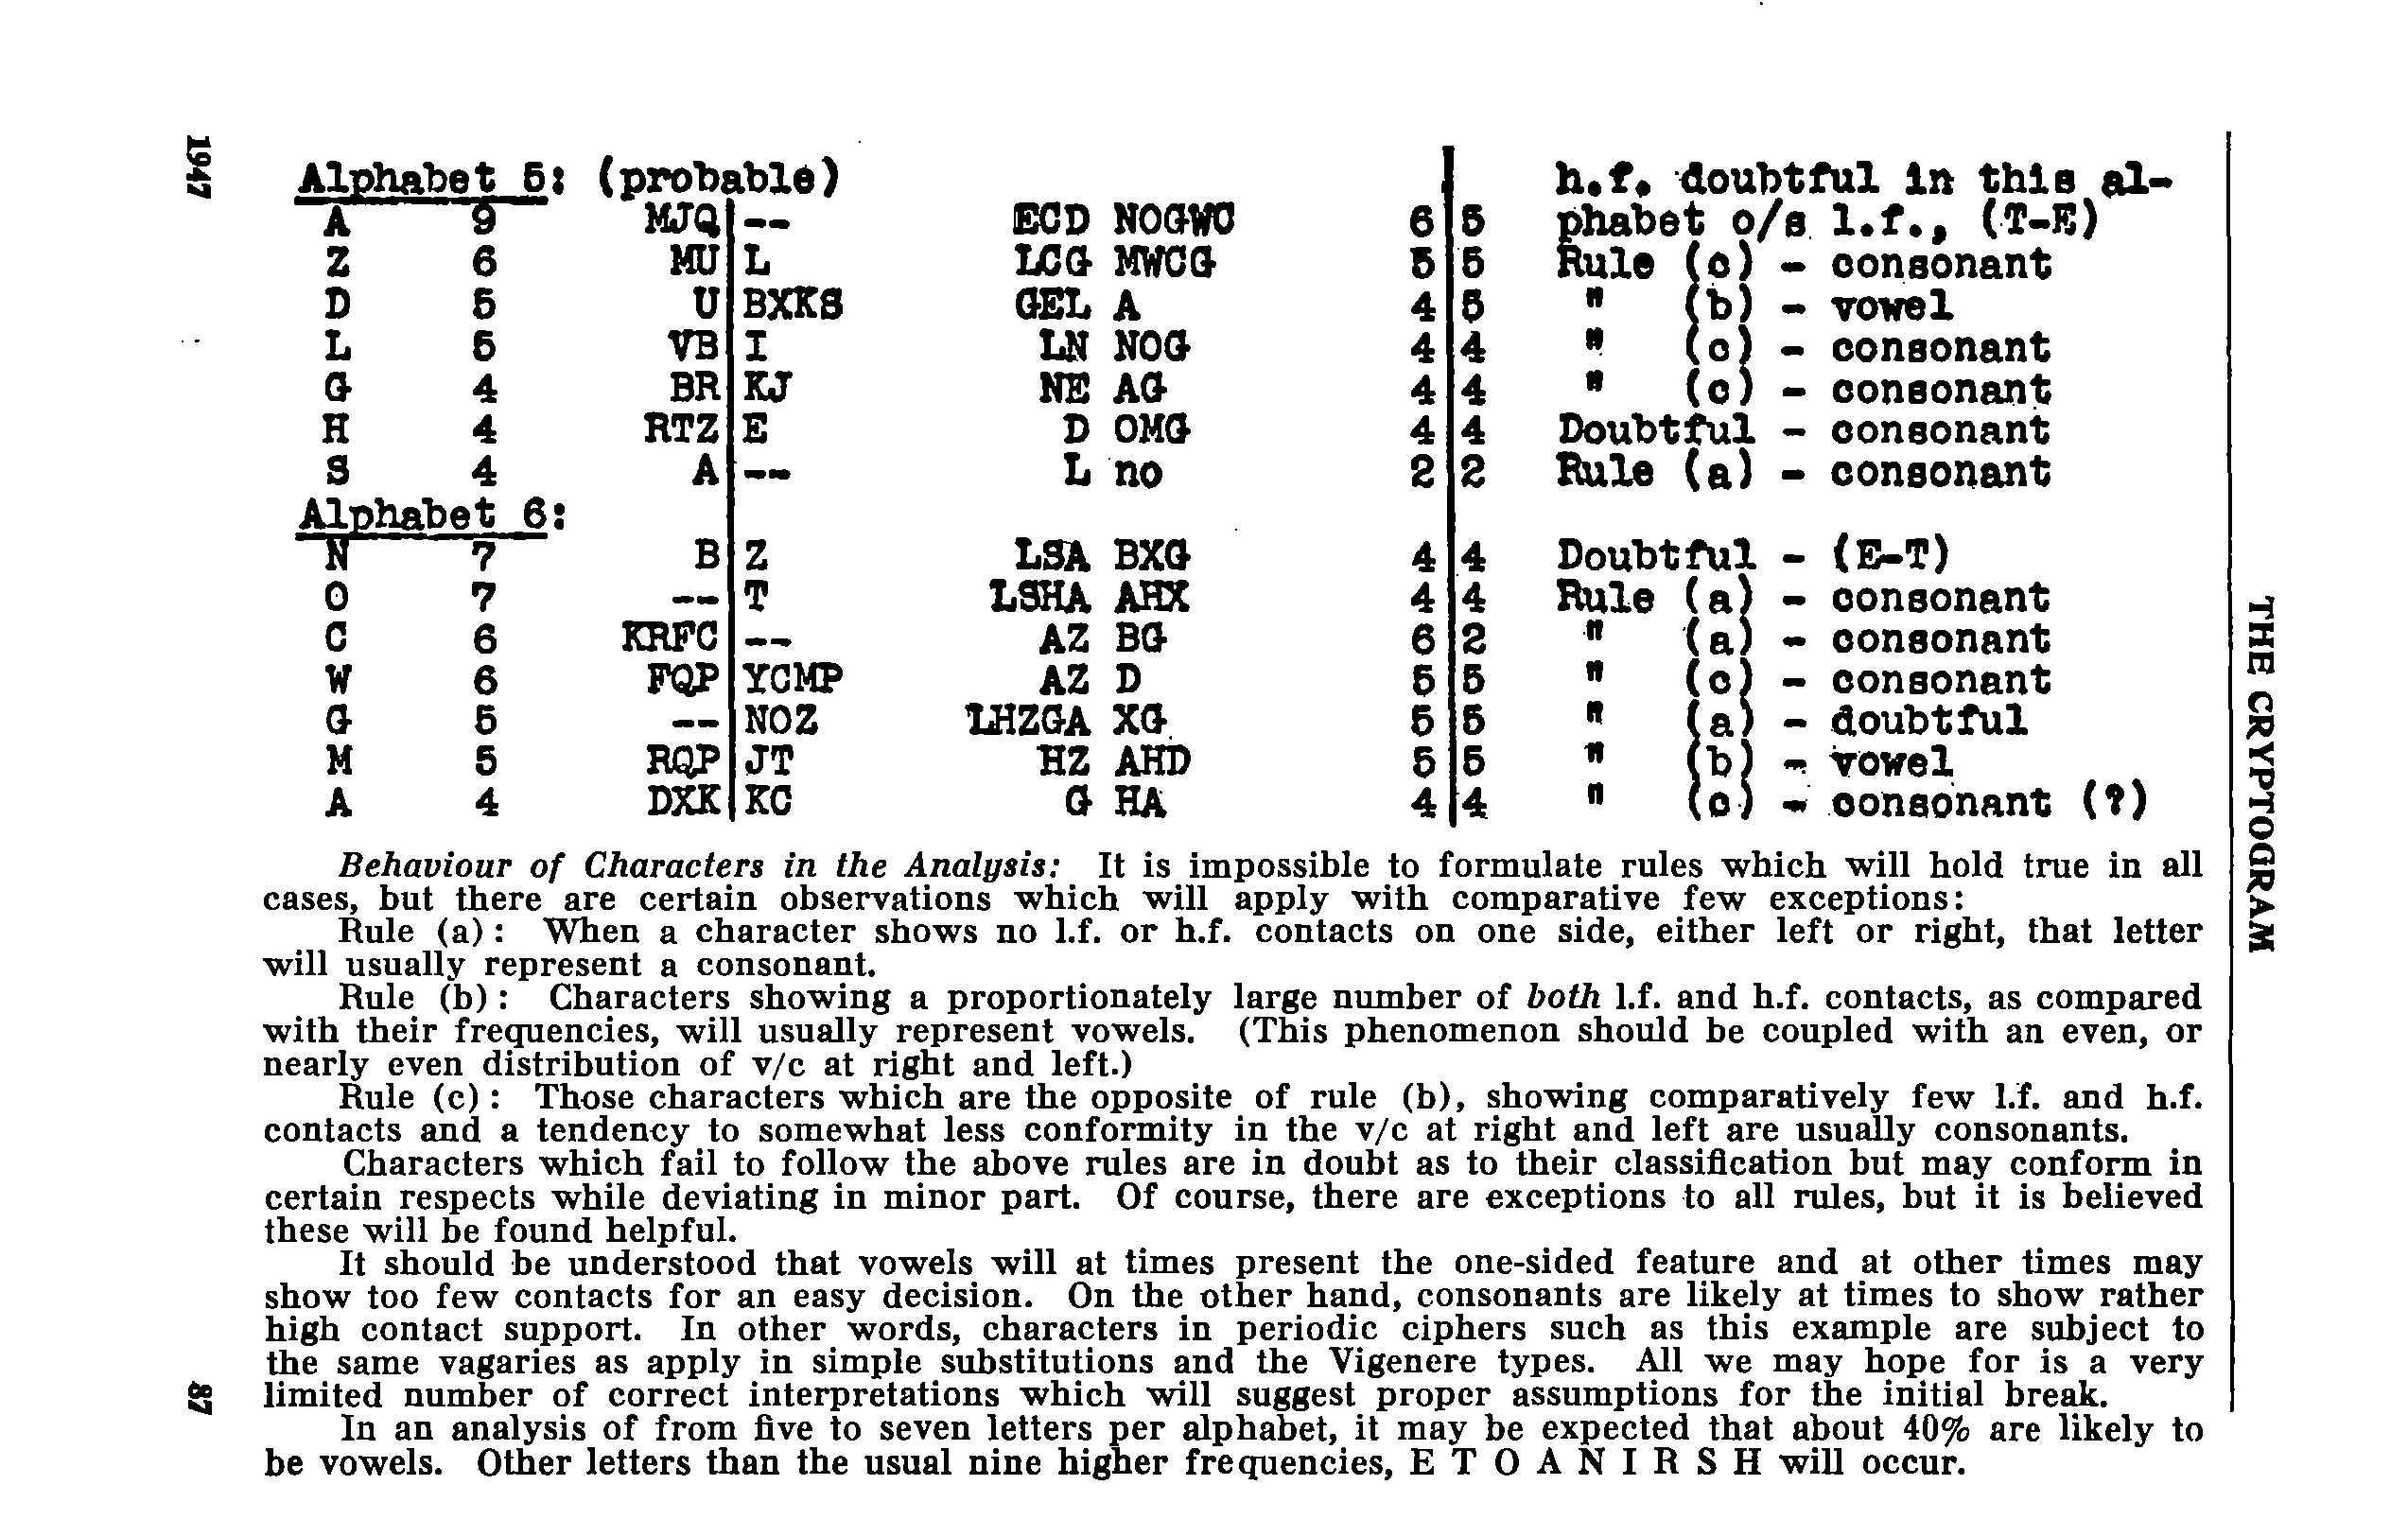 1947
Alphabet 5: (probable) h.f. doubtful in this al-
A 9 MJQ -- ECD NOGWC 6 5 phabet o/s l.f., (T-E)
Z 6 MU L LCG MWCG 5 5 Rule (c) - consonant
D 5 U BXKS GEL A 4 5 " (b) - vowel
L 5 VB I LN NOG 4 4 " (c) - consonant
G 4 BR KJ NE AG 4 4 " (c) - consonant
H 4 RTZ E D OMG 4 4 Doubtful - consonant
S 4 A -- L no 2 2 Rule (a) - consonant
Alphabet 6:
N 7 B Z LSA BXG 4 4 Doubtful - (E-T)
O 7 -- T LSHA AHX 4 4 Rule (a) - consonant
C 6 KRFC -- AZ BG 6 2 " (a) - consonant
W 6 FQP YCMP AZ D 5 5 " (c) - consonant
G 5 -- NOZ LHZGA XG 5 5 " (a) - doubtful
M 5 RQP JT HZ AHD 5 5 " (b) - vowel
A 4 DXK KC G HA 4 4 " (c) - consonant (?)
Behaviour of Characters in the Analysis: It is impossible to formulate rules which will hold true in all
cases, but there are certain observations which will apply with comparative few exceptions:
Rule (a): When a character shows no l.f. or h.f. contacts on one side, either left or right, that letter
will usually represent a consonant.
Rule (b): Characters showing a proportionately large number of both l.f. and h.f. contacts, as compared
with their frequencies, will usually represent vowels. (This phenomenon should be coupled with an even, or
nearly even distribution of v/c at right and left.)
Rule (c): Those characters which are the opposite of rule (b), showing comparatively few l.f. and h.f.
contacts and a tendency to somewhat less conformity in the v/c at right and left are usually consonants.
Characters which fail to follow the above rules are in doubt as to their classification but may conform in
certain respects while deviating in minor part. Of course, there are exceptions to all rules, but it is believed
these will be found helpful.
It should be understood that vowels will at times present the one-sided feature and at other times may
show too few contacts for an easy decision. On the other hand, consonants are likely at times to show rather
high contact support. In other words, characters in periodic ciphers such as this example are subject to
the same vagaries as apply in simple substitutions and the Vigenere types. All we may hope for is a very
limited number of correct interpretations which will suggest proper assumptions for the initial break.
In an analysis of from five to seven letters per alphabet, it may be expected that about 40% are likely to
be vowels. Other letters than the usual nine higher frequencies, E T O A N I R S H will occur.
87
THE CRYPTOGRAM